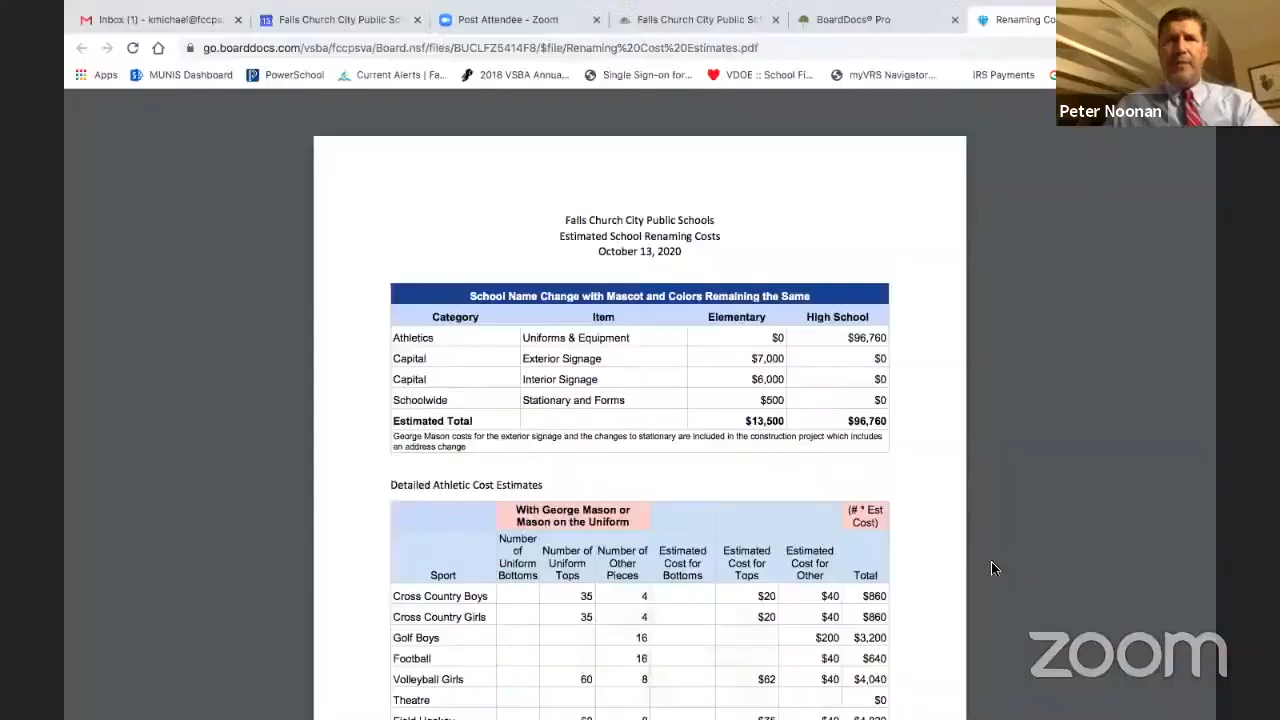 Inbox (1) - kmichael@fccps. × Falls Church City Public Sc × Post Attendee - Zoom × Falls Church City Public Sc × BoardDocs® Pro × Renaming Co
go.boarddocs.com/vsba/fccpsva/Board.nsf/files/BUCLFZ5414F8/$file/Renaming%20Cost%20Estimates.pdf
Apps MUNIS Dashboard PowerSchool Current Alerts | Fa... 2018 VSBA Annua... Single Sign-on for... VDOE :: School Fi... myVRS Navigator... IRS Payments
Peter Noonan
Falls Church City Public Schools
Estimated School Renaming Costs
October 13, 2020
School Name Change with Mascot and Colors Remaining the Same
Category Item Elementary High School
Athletics Uniforms & Equipment $0 $96,760
Capital Exterior Signage $7,000 $0
Capital Interior Signage $6,000 $0
Schoolwide Stationary and Forms $500 $0
Estimated Total $13,500 $96,760
George Mason costs for the exterior signage and the changes to stationary are included in the construction project which includes
an address change
Detailed Athletic Cost Estimates
With George Mason or
Mason on the Uniform
(# * Est
Cost)
Sport
Number
of
Uniform
Bottoms
Number of
Uniform
Tops
Number of
Other
Pieces
Estimated
Cost for
Bottoms
Estimated
Cost for
Tops
Estimated
Cost for
Other
Total
Cross Country Boys 35 4 $20 $40 $860
Cross Country Girls 35 4 $20 $40 $860
Golf Boys 16 $200 $3,200
Football 16 $40 $640
Volleyball Girls 60 8 $62 $40 $4,040
Theatre $0
zoom